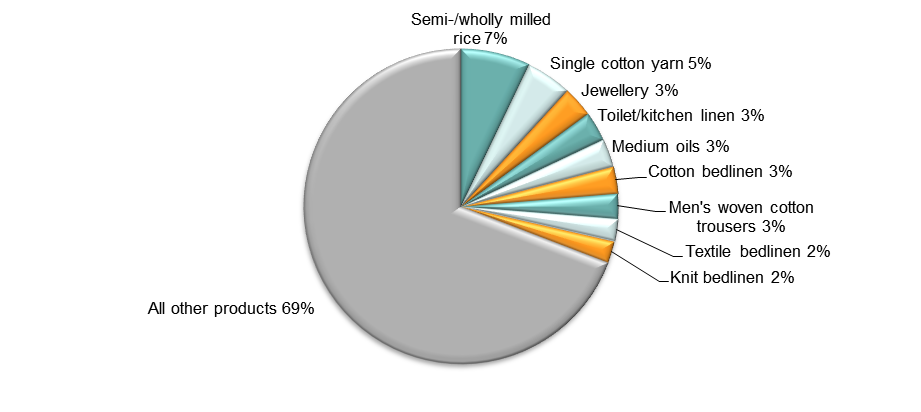 Semi-/wholly milled
rice 7%
Single cotton yarn 5%
Jewellery 3%
Toilet/kitchen linen 3%
Medium oils 3%
Cotton bedlinen 3%
Men's woven cotton
trousers 3%
Textile bedlinen 2%
Knit bedlinen 2%
All other products 69%